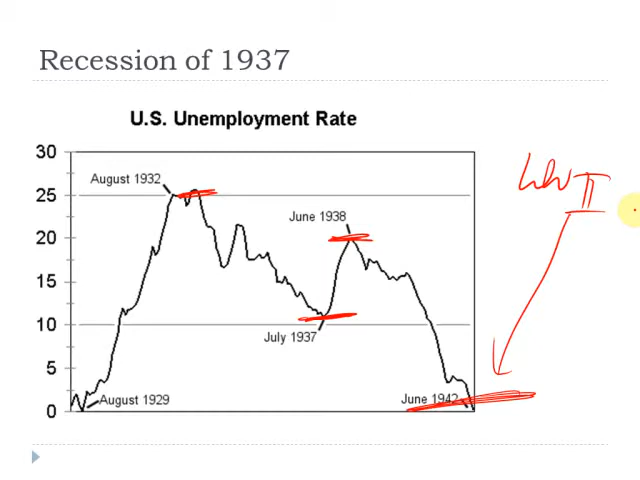 Recession of 1937
U.S. Unemployment Rate
30
25
20
15
10
5
0
August 1932
June 1938
July 1937
August 1929
June 1942
WW II